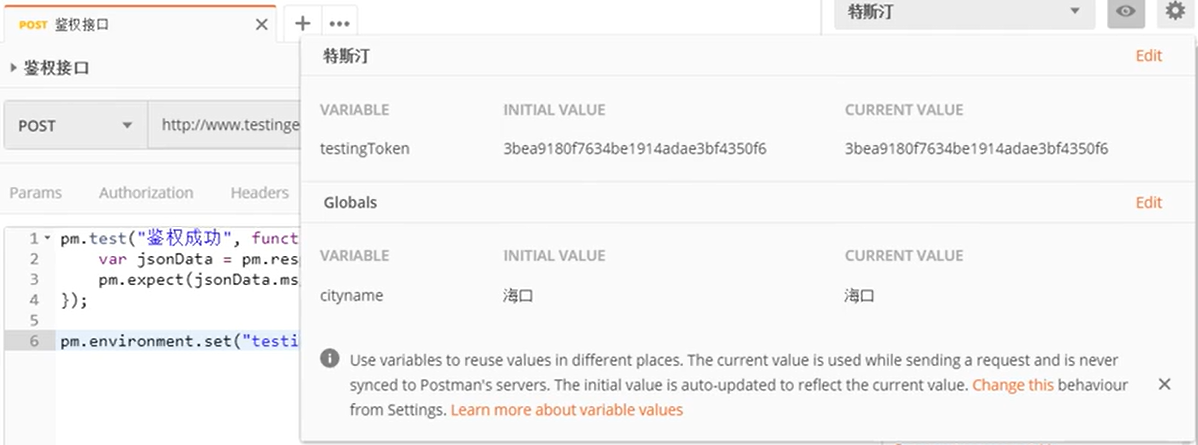 POST 鉴权接口
特斯汀
鉴权接口
特斯汀 Edit
VARIABLE INITIAL VALUE CURRENT VALUE
POST http://www.testinge
testingToken 3bea9180f7634be1914adae3bf4350f6 3bea9180f7634be1914adae3bf4350f6
Params Authorization Headers
Globals Edit
1 pm.test("鉴权成功", funct
VARIABLE INITIAL VALUE CURRENT VALUE
2 var jsonData = pm.res
3 pm.expect(jsonData.ms
cityname 海口 海口
4 });
5
6 pm.environment.set("testi
Use variables to reuse values in different places. The current value is used while sending a request and is never
synced to Postman's servers. The initial value is auto-updated to reflect the current value. Change this behaviour
from Settings. Learn more about variable values